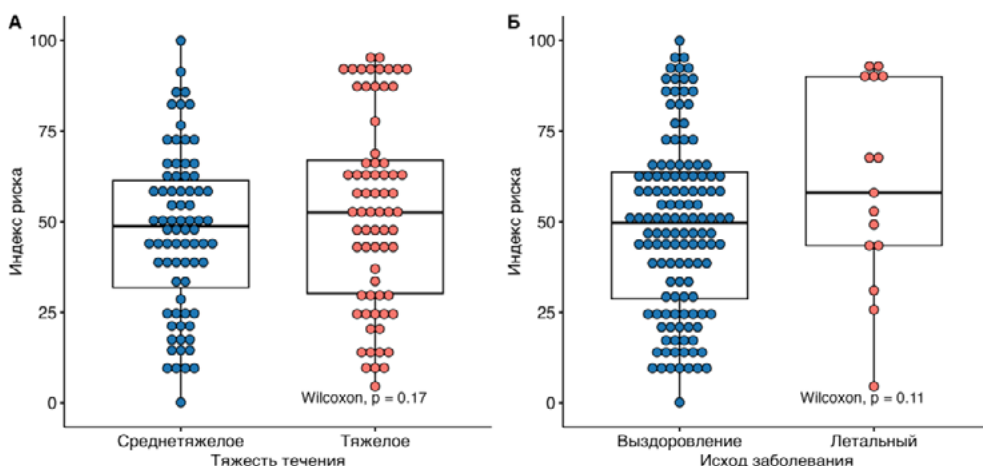 А
Индекс риска
100
75
50
25
0
Wilcoxon, p = 0.17
Среднетяжелое
Тяжелое
Тяжесть течения
Б
Индекс риска
100
75
50
25
0
Wilcoxon, p = 0.11
Выздоровление
Летальный
Исход заболевания